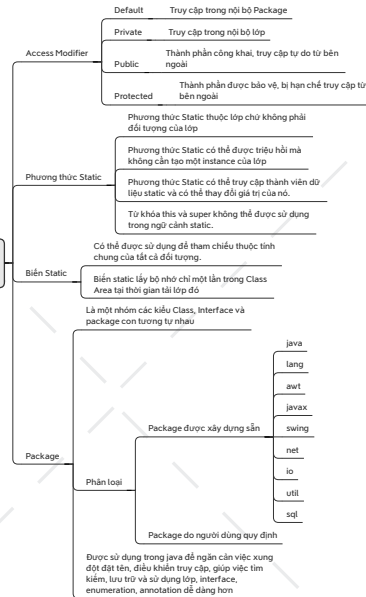 Default
Truy cập trong nội bộ Package
Private
Truy cập trong nội bộ lớp
Access Modifier
Public
Thành phần công khai, truy cập tự do từ bên
ngoài
Protected
Thành phần được bảo vệ, bị hạn chế truy cập từ
bên ngoài
Phương thức Static
Phương thức Static thuộc lớp chứ không phải
đối tượng của lớp
Phương thức Static có thể được triệu hồi mà
không cần tạo một instance của lớp
Phương thức Static có thể truy cập thành viên dữ
liệu static và có thể thay đổi giá trị của nó.
Từ khóa this và super không thể được sử dụng
trong ngữ cảnh static.
Biến Static
Có thể được sử dụng để tham chiếu thuộc tính
chung của tất cả đối tượng.
Biến static lấy bộ nhớ chỉ một lần trong Class
Area tại thời gian tải lớp đó
Package
Là một nhóm các kiểu Class, Interface và
package con tương tự nhau
Phân loại
Package được xây dựng sẵn
java
lang
awt
javax
swing
net
io
util
sql
Package do người dùng quy định
Được sử dụng trong java để ngăn cản việc xung
đột đặt tên, điều khiển truy cập, giúp việc tìm
kiếm, lưu trữ và sử dụng lớp, interface,
enumeration, annotation dễ dàng hơn